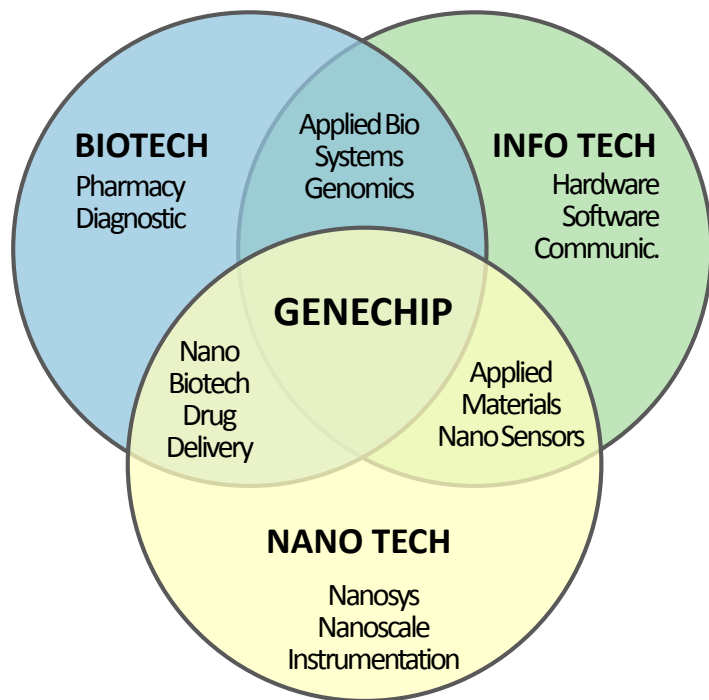 BIOTECH
Pharmacy
Diagnostic
Applied Bio
Systems
Genomics
INFO TECH
Hardware
Software
Communic.
GENECHIP
Nano
Biotech
Drug
Delivery
Applied
Materials
Nano Sensors
NANO TECH
Nanosys
Nanoscale
Instrumentation